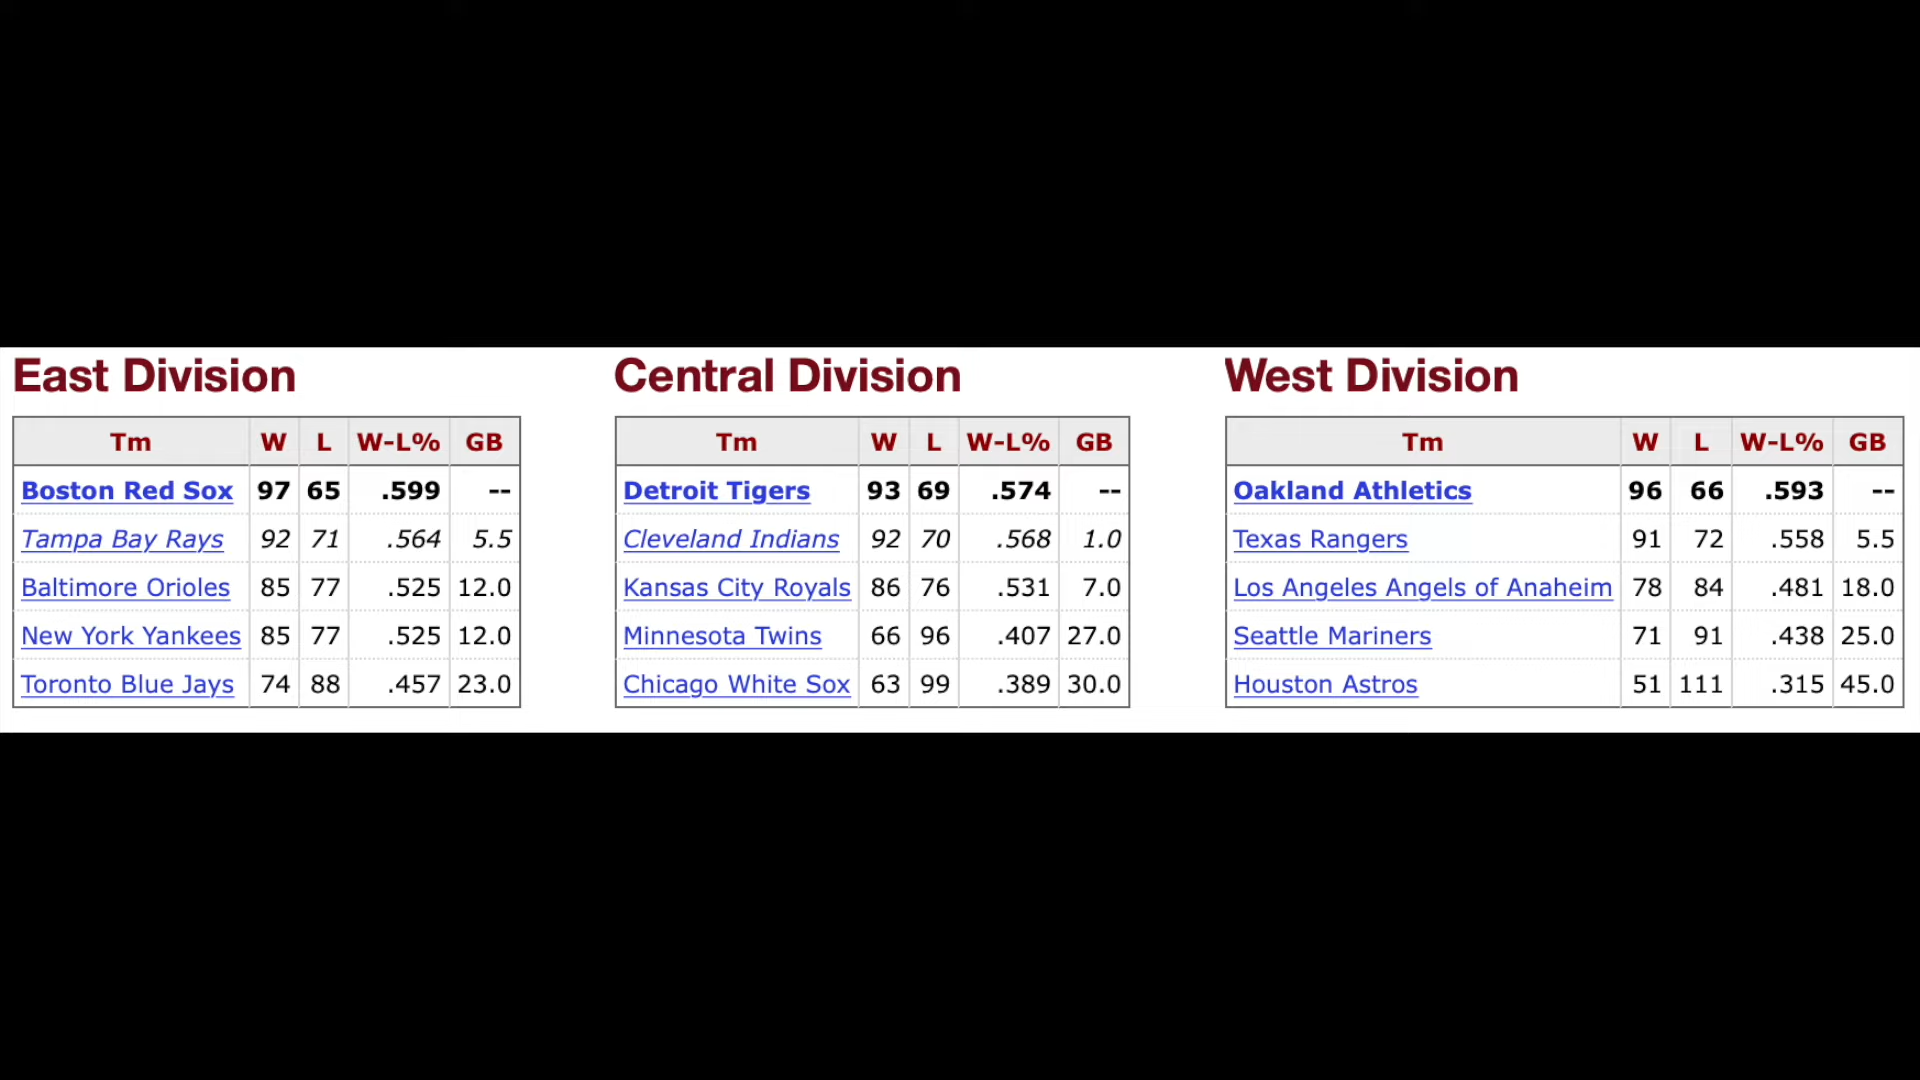 East Division
Tm W L W-L% GB
Boston Red Sox 97 65 .599 --
Tampa Bay Rays 92 71 .564 5.5
Baltimore Orioles 85 77 .525 12.0
New York Yankees 85 77 .525 12.0
Toronto Blue Jays 74 88 .457 23.0
Central Division
Tm W L W-L% GB
Detroit Tigers 93 69 .574 --
Cleveland Indians 92 70 .568 1.0
Kansas City Royals 86 76 .531 7.0
Minnesota Twins 66 96 .407 27.0
Chicago White Sox 63 99 .389 30.0
West Division
Tm W L W-L% GB
Oakland Athletics 96 66 .593 --
Texas Rangers 91 72 .558 5.5
Los Angeles Angels of Anaheim 78 84 .481 18.0
Seattle Mariners 71 91 .438 25.0
Houston Astros 51 111 .315 45.0